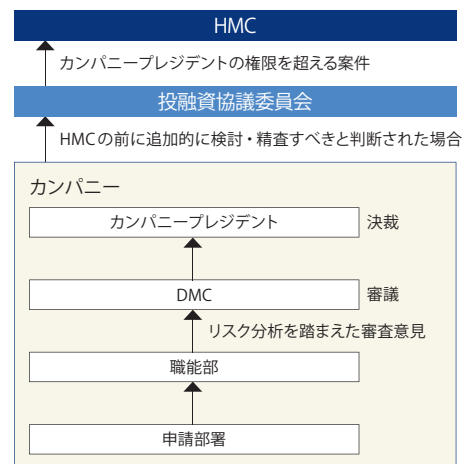 HMC
カンパニープレジデントの権限を超える案件
投融資協議委員会
HMCの前に追加的に検討・精査すべきと判断された場合
カンパニー
カンパニープレジデント 決裁
DMC 審議
リスク分析を踏まえた審査意見
職能部
申請部署